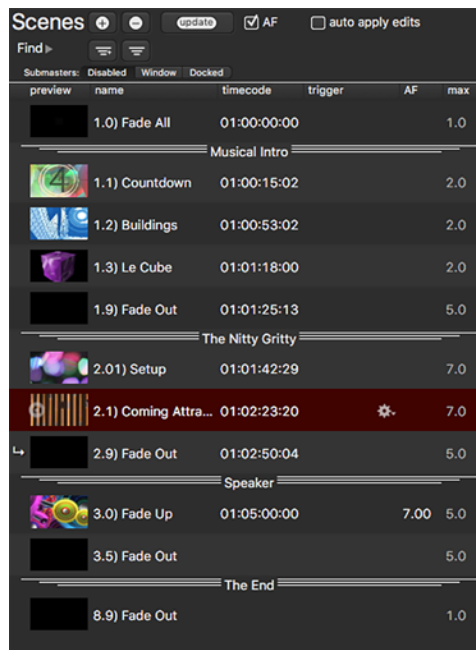 Scenes update AF auto apply edits
Find
Submasters: Disabled Window Docked
preview name timecode trigger AF max
1.0) Fade All 01:00:00:00 1.0
Musical Intro
4
1.1) Countdown 01:00:15:02 2.0
1.2) Buildings 01:00:53:02 2.0
1.3) Le Cube 01:01:18:00 2.0
1.9) Fade Out 01:01:25:13 5.0
The Nitty Gritty
2.01) Setup 01:01:42:29 7.0
2.1) Coming Attra... 01:02:23:20 7.0
2.9) Fade Out 01:02:50:04 5.0
Speaker
3.0) Fade Up 01:05:00:00 7.00 5.0
3.5) Fade Out 5.0
The End
8.9) Fade Out 1.0